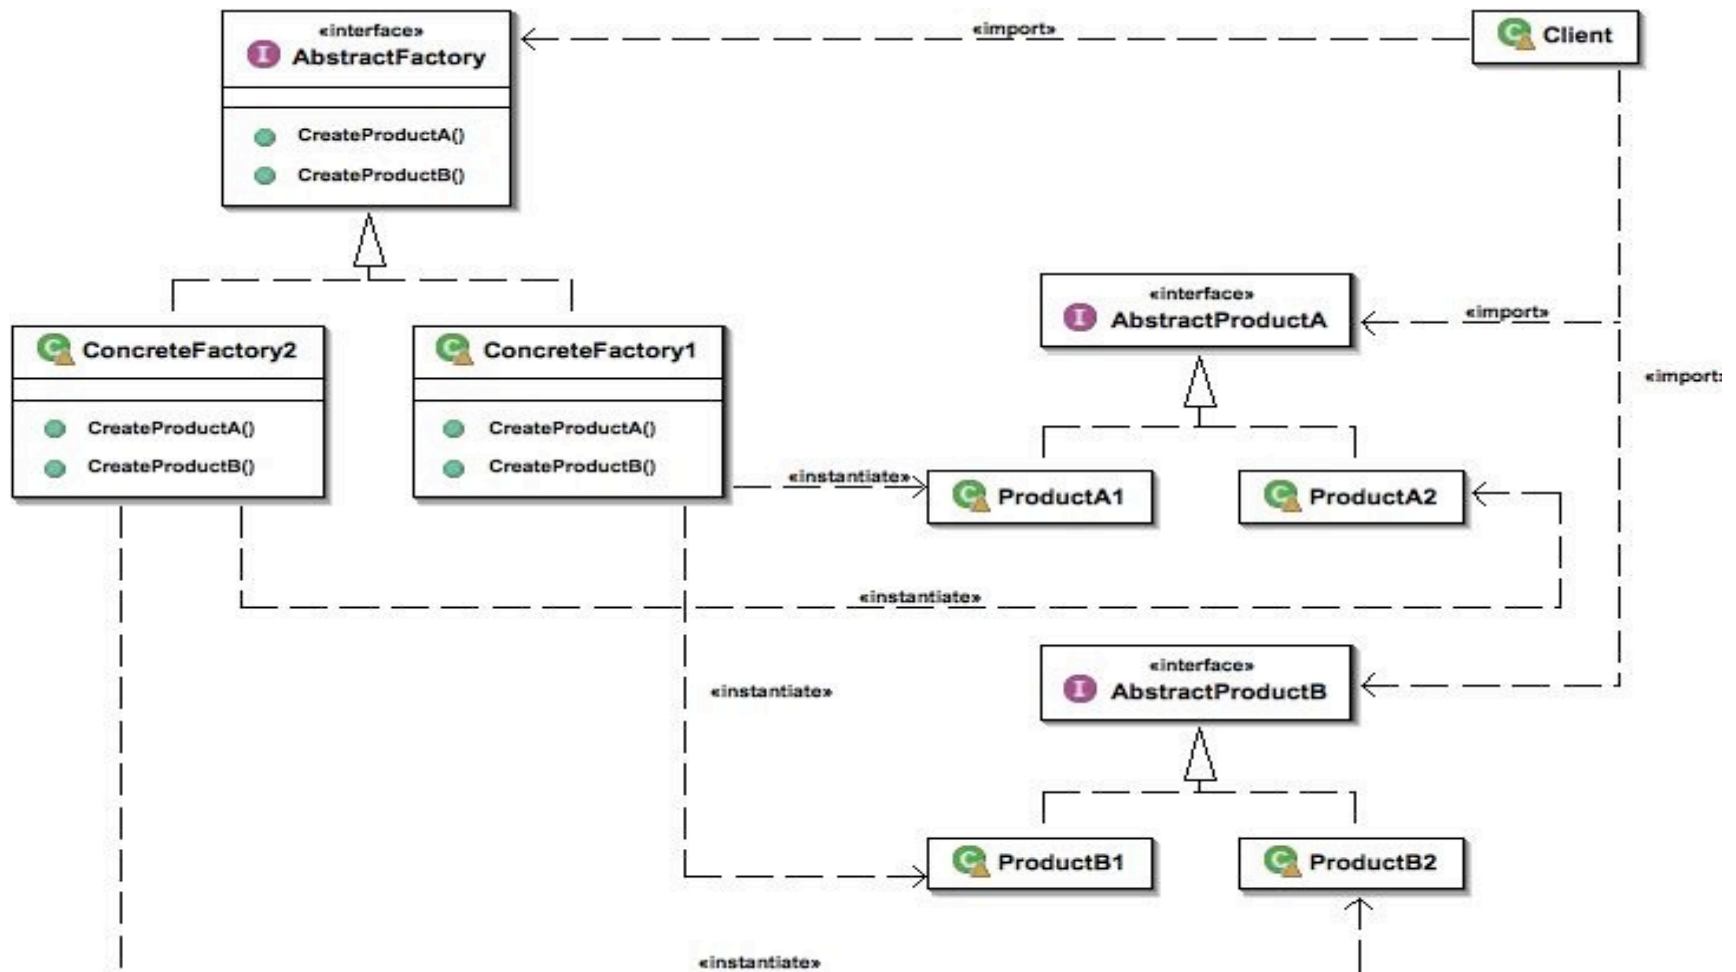 «interface»
I AbstractFactory
CreateProductA()
CreateProductB()
«import»
C Client
C ConcreteFactory2
CreateProductA()
CreateProductB()
C ConcreteFactory1
CreateProductA()
CreateProductB()
«interface»
I AbstractProductA
«import»
«import»
«instantiate»
C ProductA1
C ProductA2
«instantiate»
«interface»
I AbstractProductB
«instantiate»
C ProductB1
C ProductB2
«instantiate»